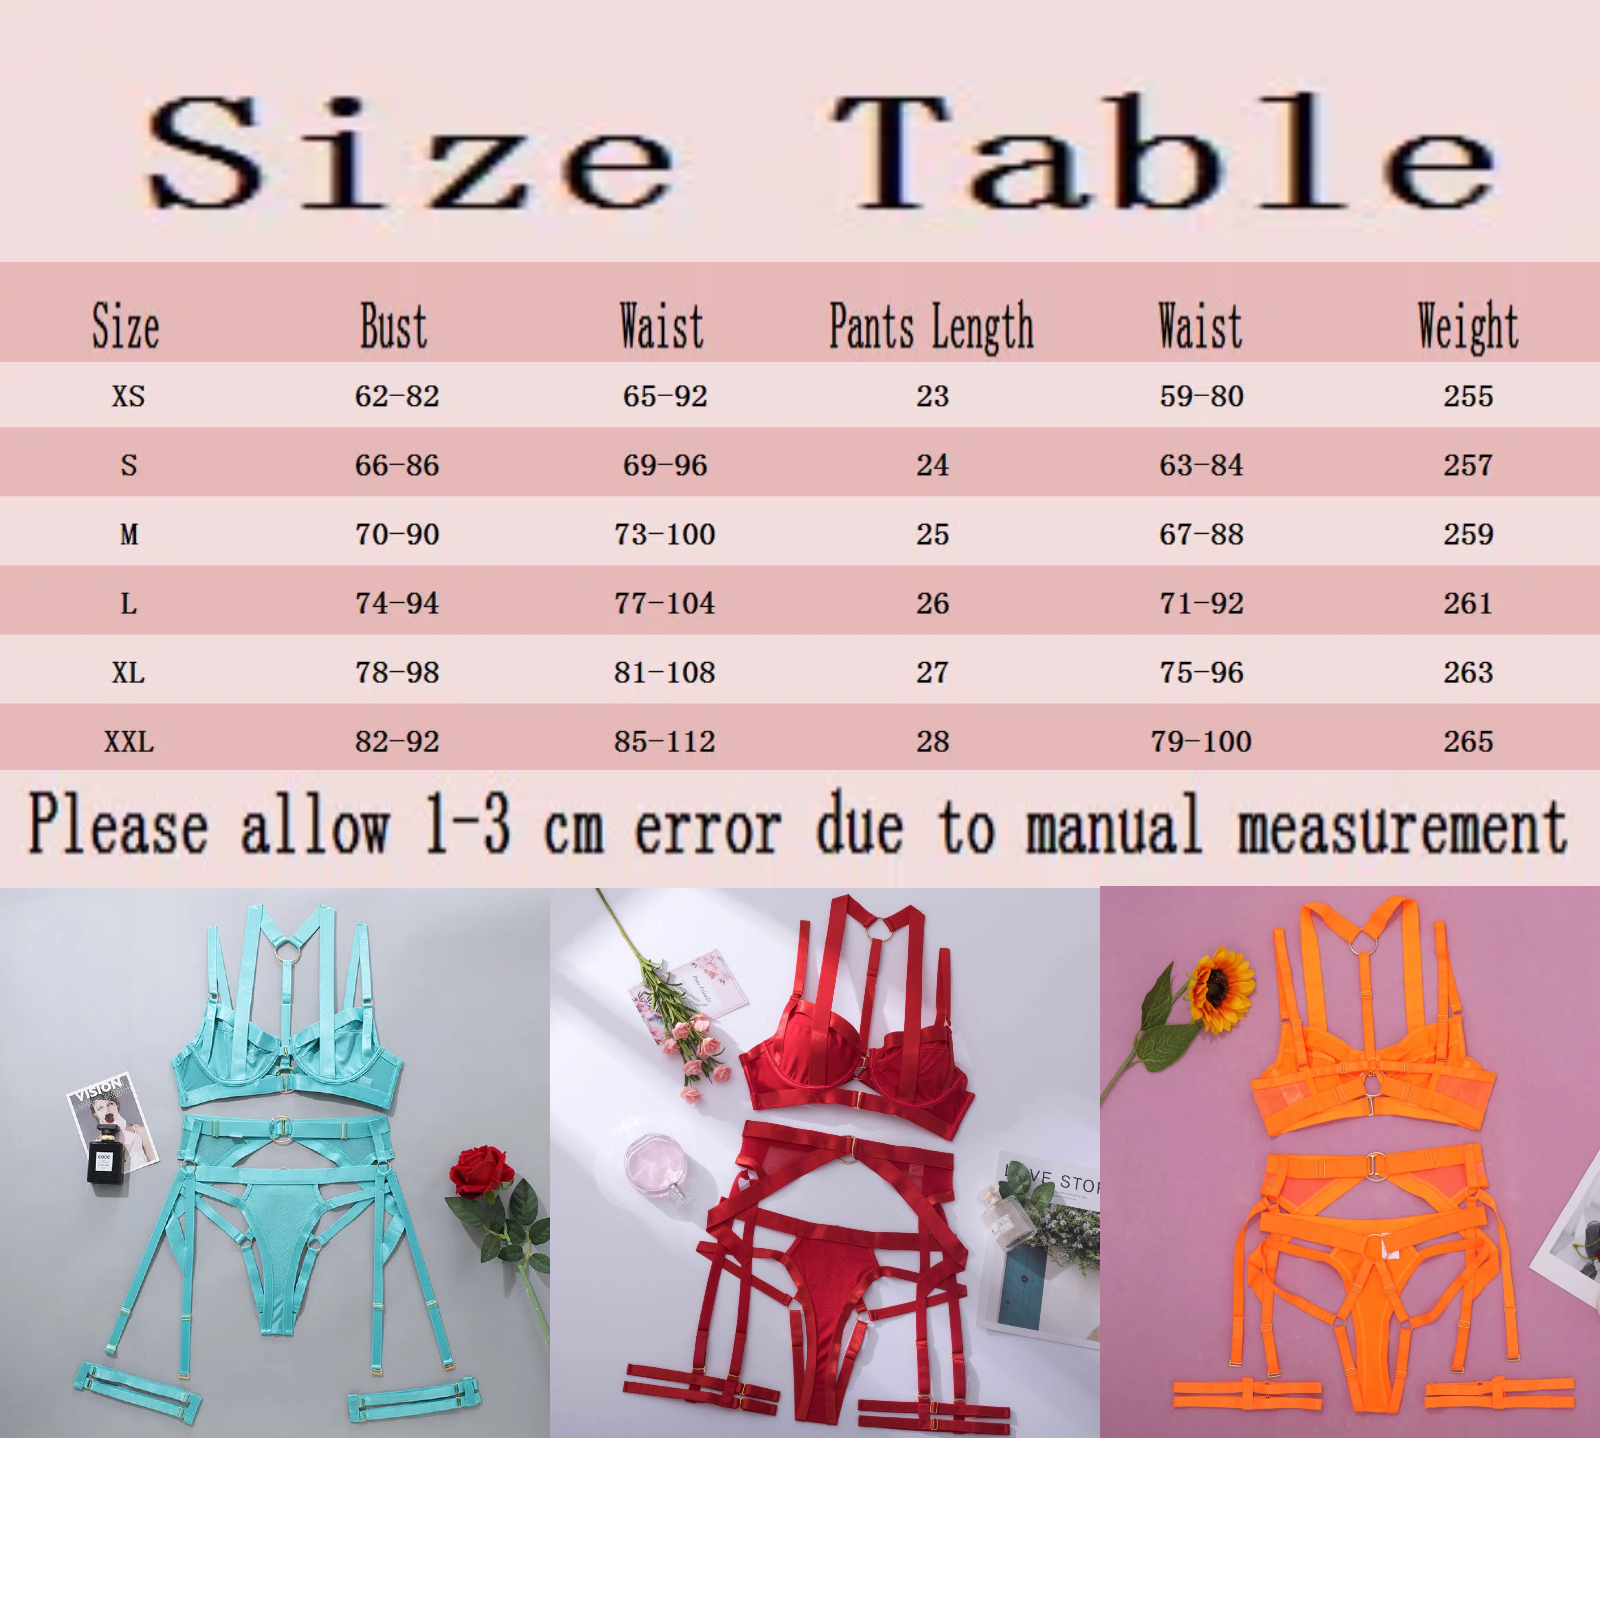 Size Table
Size Bust Waist Pants Length Waist Weight
XS 62-82 65-92 23 59-80 255
S 66-86 69-96 24 63-84 257
M 70-90 73-100 25 67-88 259
L 74-94 77-104 26 71-92 261
XL 78-98 81-108 27 75-96 263
XXL 82-92 85-112 28 79-100 265
Please allow 1-3 cm error due to manual measurement
VISION
CODE
VE STOR